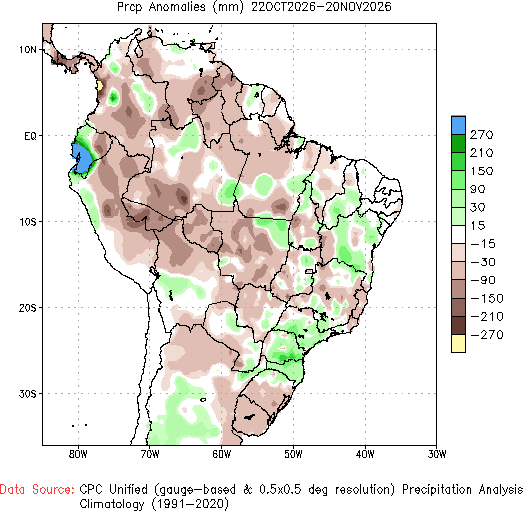 Prcp Anomalies (mm) 22OCT2026-20NOV2026
10N
EQ
10S
20S
30S
80W 70W 60W 50W 40W 30W
270
210
150
90
30
15
-15
-30
-90
-150
-210
-270
Data Source: CPC Unified (gauge-based & 0.5x0.5 deg resolution) Precipitation Analysis
Climatology (1991-2020)